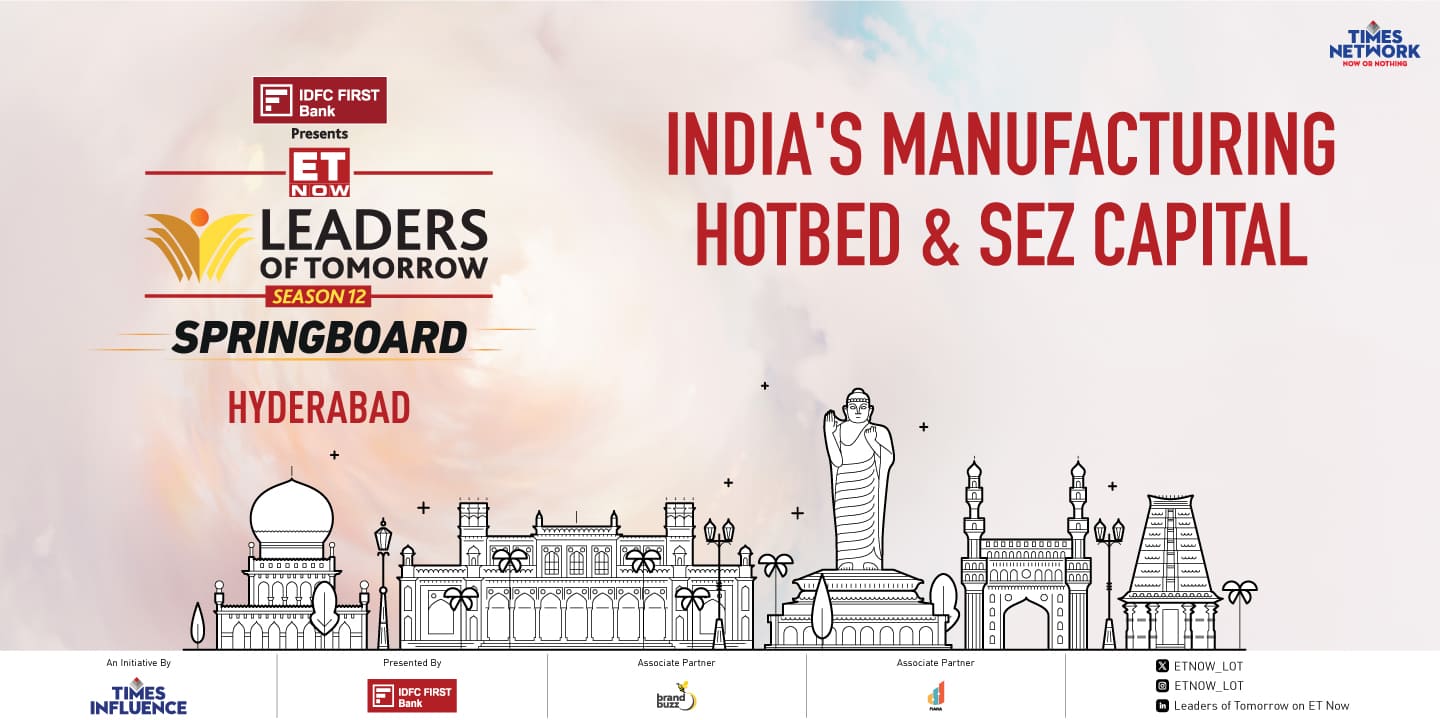 TIMES
NETWORK
NOW OR NOTHING
IDFC FIRST
Bank
Presents
ET
NOW
LEADERS
OF TOMORROW
SEASON 12
SPRINGBOARD
HYDERABAD
INDIA'S MANUFACTURING
HOTBED & SEZ CAPITAL
An Initiative By
TIMES
INFLUENCE
Presented By
IDFC FIRST
Bank
Associate Partner
brand
buzz
Associate Partner
ETNOW_LOT
ETNOW_LOT
Leaders of Tomorrow on ET Now